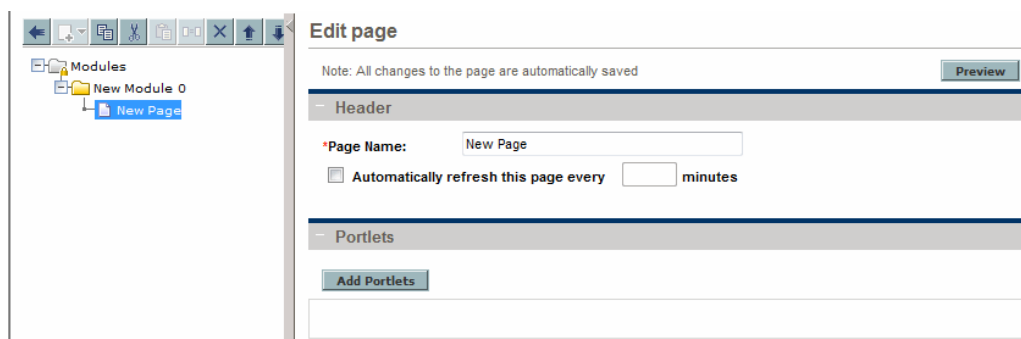 Edit page
Modules
New Module 0
New Page
Note: All changes to the page are automatically saved
Preview
Header
*Page Name: New Page
Automatically refresh this page every minutes
Portlets
Add Portlets